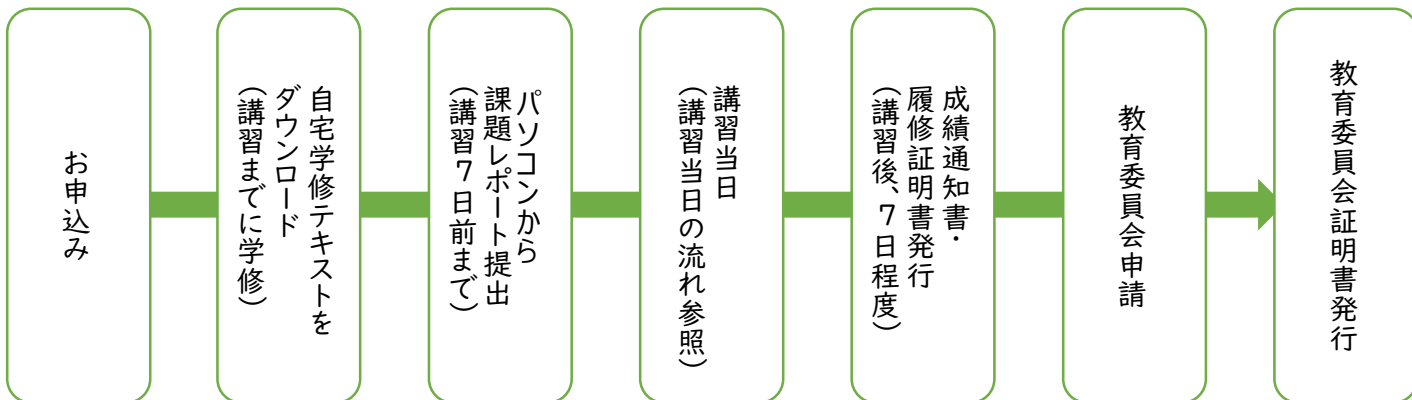 お申込み
自宅学修テキストを
ダウンロード
(講習までに学修)
パソコンから
課題レポート提出
(講習7日前まで)
講習当日
(講習当日の流れ参照)
成績通知書・
履修証明書発行
(講習後、7日程度)
教育委員会申請
教育委員会証明書発行